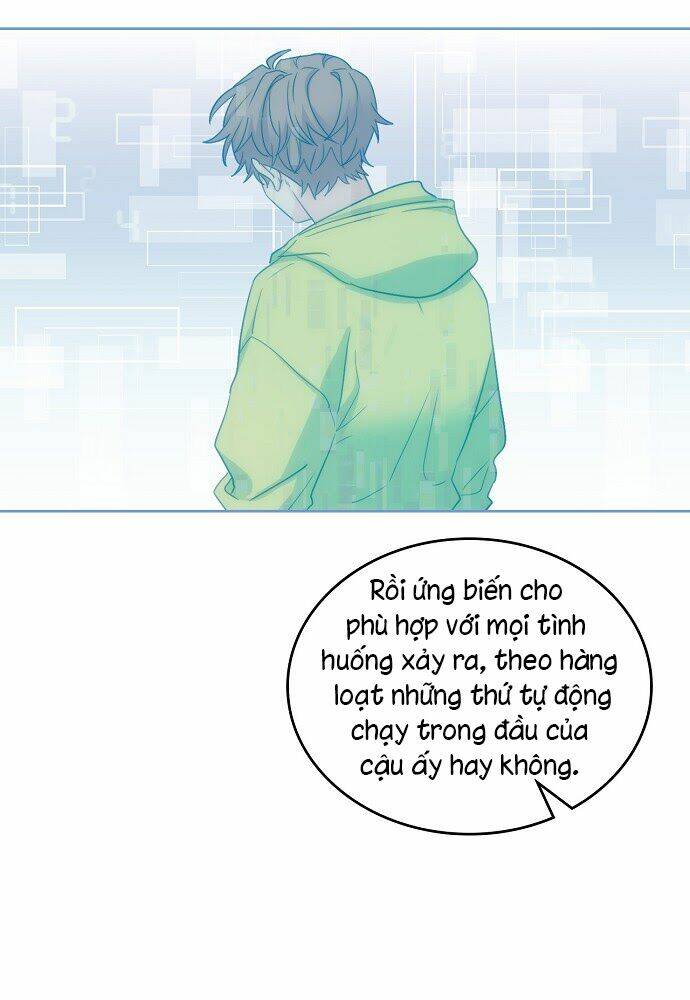 Rồi ứng biến cho
phù hợp với mọi tình
huống xảy ra, theo hàng
loạt những thứ tự động
chạy trong đầu của
cậu ấy hay không.